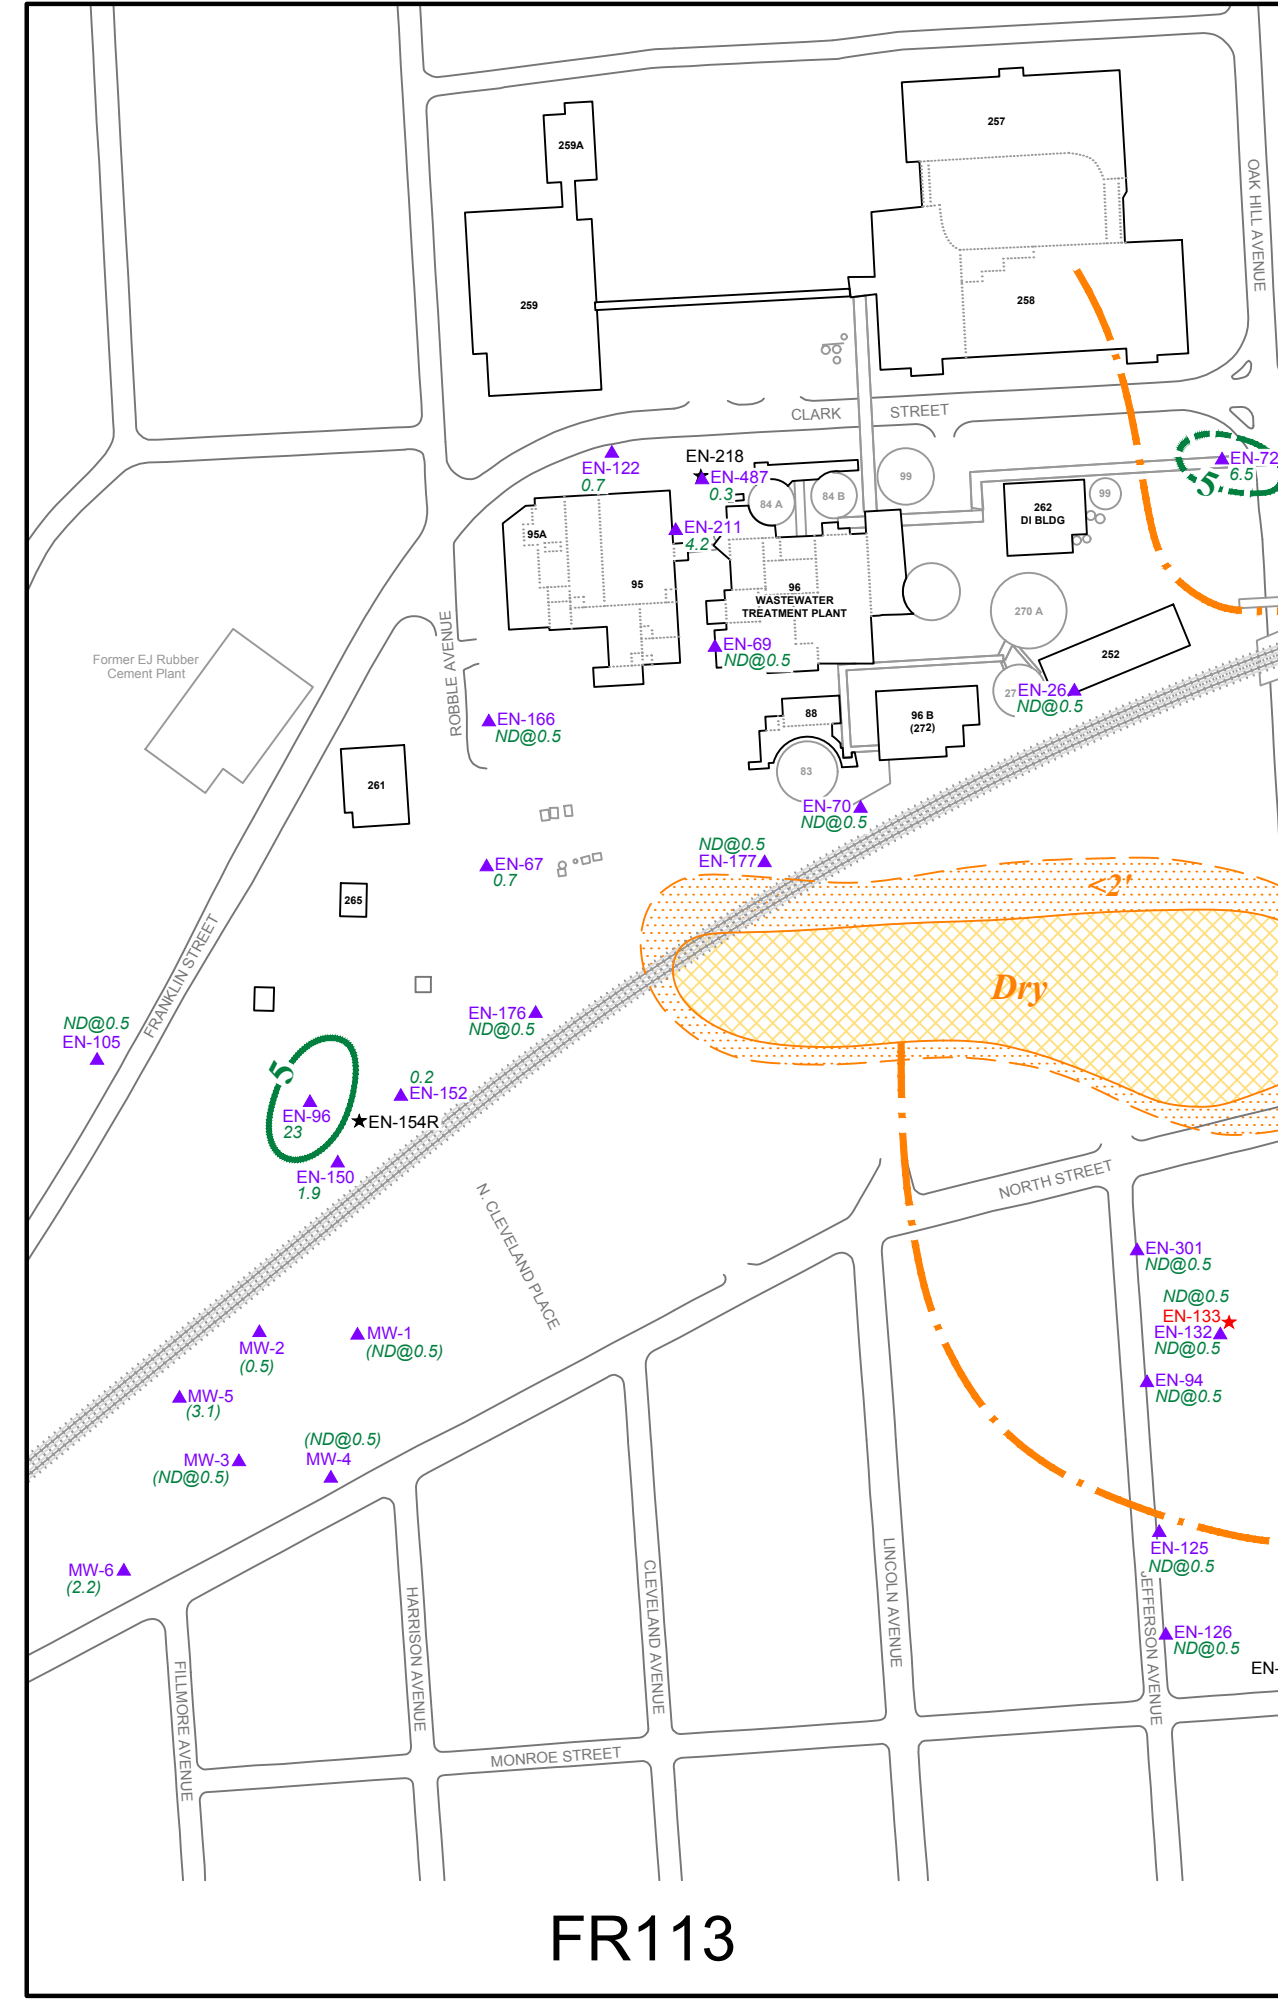 257
259A
OAK HILL AVENUE
259
258
CLARK STREET
EN-218
EN-122
0.7
EN-487
0.3
EN-72
6.5
5
99
84 A
84 B
99
262
DI BLDG
EN-211
4.2
95A
95
96
WASTEWATER
TREATMENT PLANT
270 A
ROBBLE AVENUE
EN-69
ND@0.5
252
Former EJ Rubber
Cement Plant
EN-26
ND@0.5
27
EN-166
ND@0.5
88
96 B
(272)
83
261
EN-70
ND@0.5
ND@0.5
EN-177
EN-67
0.7
<2'
265
FRANKLIN STREET
Dry
EN-176
ND@0.5
ND@0.5
EN-105
5
0.2
EN-152
EN-96
23
EN-154R
EN-150
1.9
NORTH STREET
N. CLEVELAND PLACE
EN-301
ND@0.5
ND@0.5
EN-133
EN-132
ND@0.5
MW-2
(0.5)
MW-1
(ND@0.5)
EN-94
ND@0.5
MW-5
(3.1)
(ND@0.5)
MW-4
MW-3
(ND@0.5)
EN-125
ND@0.5
MW-6
(2.2)
HARRISON AVENUE
CLEVELAND AVENUE
LINCOLN AVENUE
JEFFERSON AVENUE
EN-126
ND@0.5
EN-
FILLMORE AVENUE
MONROE STREET
FR113